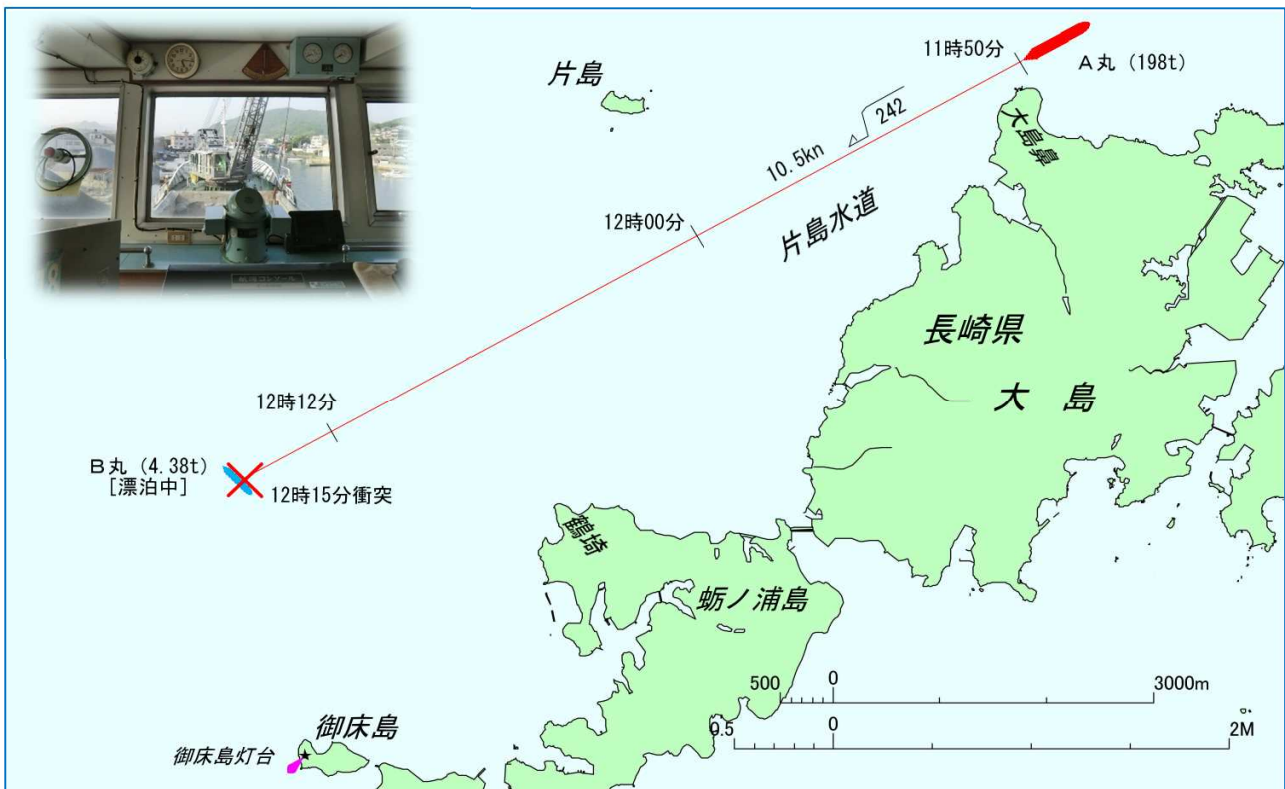 11時50分
A丸 (198t)
片島
大島鼻
242
10.5kn
片島水道
12時00分
長崎県
大 島
12時12分
B丸 (4.38t)
[漂泊中]
12時15分衝突
鶴埼
蛎ノ浦島
500 0 3000m
0.5 0 2M
御床島
御床島灯台